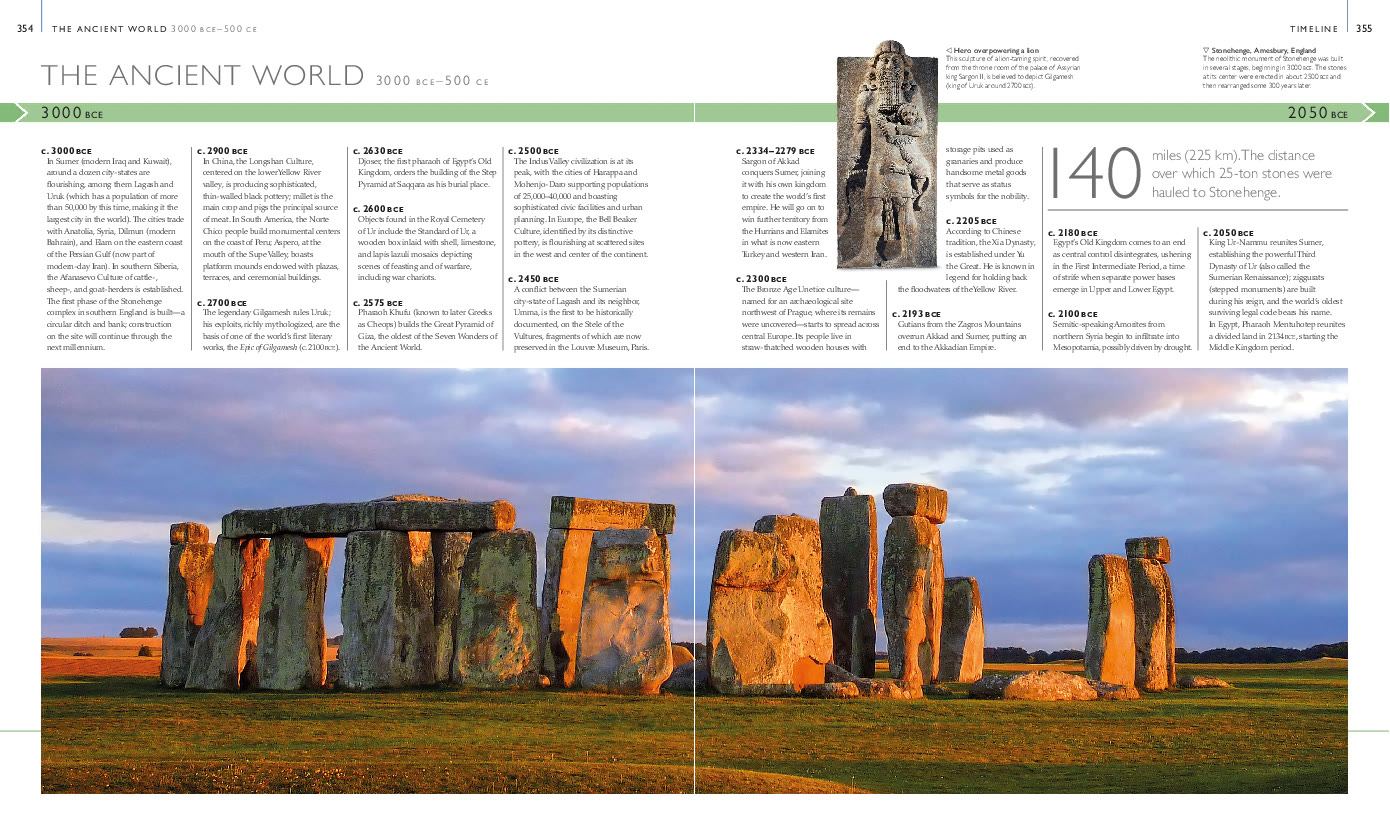 354 THE ANCIENT WORLD 3000 BCE–500 CE
TIMELINE 355
THE ANCIENT WORLD 3000 BCE–500 CE
◁ Hero overpowering a lion
This sculpture of a lion-taming spirit, recovered
from the throne room of the palace of Assyrian
king Sargon II, is believed to depict Gilgamesh
(king of Uruk around 2700 BCE).
▽ Stonehenge, Amesbury, England
The neolithic monument of Stonehenge was built
in several stages, beginning in 3000 BCE. The stones
at its center were erected in about 2500 BCE and
then rearranged some 300 years later.
3000 BCE
2050 BCE
c. 3000 BCE
In Sumer (modern Iraq and Kuwait),
around a dozen city-states are
flourishing, among them Lagash and
Uruk (which has a population of more
than 50,000 by this time, making it the
largest city in the world). The cities trade
with Anatolia, Syria, Dilmun (modern
Bahrain), and Elam on the eastern coast
of the Persian Gulf (now part of
modern-day Iran). In southern Siberia,
the Afanasevo Culture of cattle-,
sheep-, and goat-herders is established.
The first phase of the Stonehenge
complex in southern England is built—a
circular ditch and bank; construction
on the site will continue through the
next millennium.
c. 2900 BCE
In China, the Longshan Culture,
centered on the lower Yellow River
valley, is producing sophisticated,
thin-walled black pottery; millet is the
main crop and pigs the principal source
of meat. In South America, the Norte
Chico people build monumental centers
on the coast of Peru; Aspero, at the
mouth of the Supe Valley, boasts
platform mounds endowed with plazas,
terraces, and ceremonial buildings.
c. 2700 BCE
The legendary Gilgamesh rules Uruk;
his exploits, richly mythologized, are the
basis of one of the world's first literary
works, the Epic of Gilgamesh (c.2100 BCE).
c. 2630 BCE
Djoser, the first pharaoh of Egypt's Old
Kingdom, orders the building of the Step
Pyramid at Saqqara as his burial place.
c. 2600 BCE
Objects found in the Royal Cemetery
of Ur include the Standard of Ur, a
wooden box inlaid with shell, limestone,
and lapis lazuli mosaics depicting
scenes of feasting and of warfare,
including war chariots.
c. 2575 BCE
Pharaoh Khufu (known to later Greeks
as Cheops) builds the Great Pyramid of
Giza, the oldest of the Seven Wonders of
the Ancient World.
c. 2500 BCE
The Indus Valley civilization is at its
peak, with the cities of Harappa and
Mohenjo-Daro supporting populations
of 25,000–40,000 and boasting
sophisticated civic facilities and urban
planning. In Europe, the Bell Beaker
Culture, identified by its distinctive
pottery, is flourishing at scattered sites
in the west and center of the continent.
c. 2450 BCE
A conflict between the Sumerian
city-state of Lagash and its neighbor,
Umma, is the first to be historically
documented, on the Stele of the
Vultures, fragments of which are now
preserved in the Louvre Museum, Paris.
c. 2334–2279 BCE
Sargon of Akkad
conquers Sumer, joining
it with his own kingdom
to create the world's first
empire. He will go on to
win further territory from
the Hurrians and Elamites
in what is now eastern
Turkey and western Iran.
c. 2300 BCE
The Bronze Age Unetice culture—
named for an archaeological site
northwest of Prague, where its remains
were uncovered—starts to spread across
central Europe. Its people live in
straw-thatched wooden houses with
storage pits used as
granaries and produce
handsome metal goods
that serve as status
symbols for the nobility.
c. 2205 BCE
According to Chinese
tradition, the Xia Dynasty,
is established under Yu
the Great. He is known in
legend for holding back
the floodwaters of the Yellow River.
c. 2193 BCE
Gutians from the Zagros Mountains
overrun Akkad and Sumer, putting an
end to the Akkadian Empire.
140 miles (225 km). The distance
over which 25-ton stones were
hauled to Stonehenge.
c. 2180 BCE
Egypt's Old Kingdom comes to an end
as central control disintegrates, ushering
in the First Intermediate Period, a time
of strife when separate power bases
emerge in Upper and Lower Egypt.
c. 2100 BCE
Semitic-speaking Amorites from
northern Syria begin to infiltrate into
Mesopotamia, possibly driven by drought.
c. 2050 BCE
King Ur-Nammu reunites Sumer,
establishing the powerful Third
Dynasty of Ur (also called the
Sumerian Renaissance); ziggurats
(stepped monuments) are built
during his reign, and the world's oldest
surviving legal code bears his name.
In Egypt, Pharaoh Mentuhotep reunites
a divided land in 2134 BCE, starting the
Middle Kingdom period.